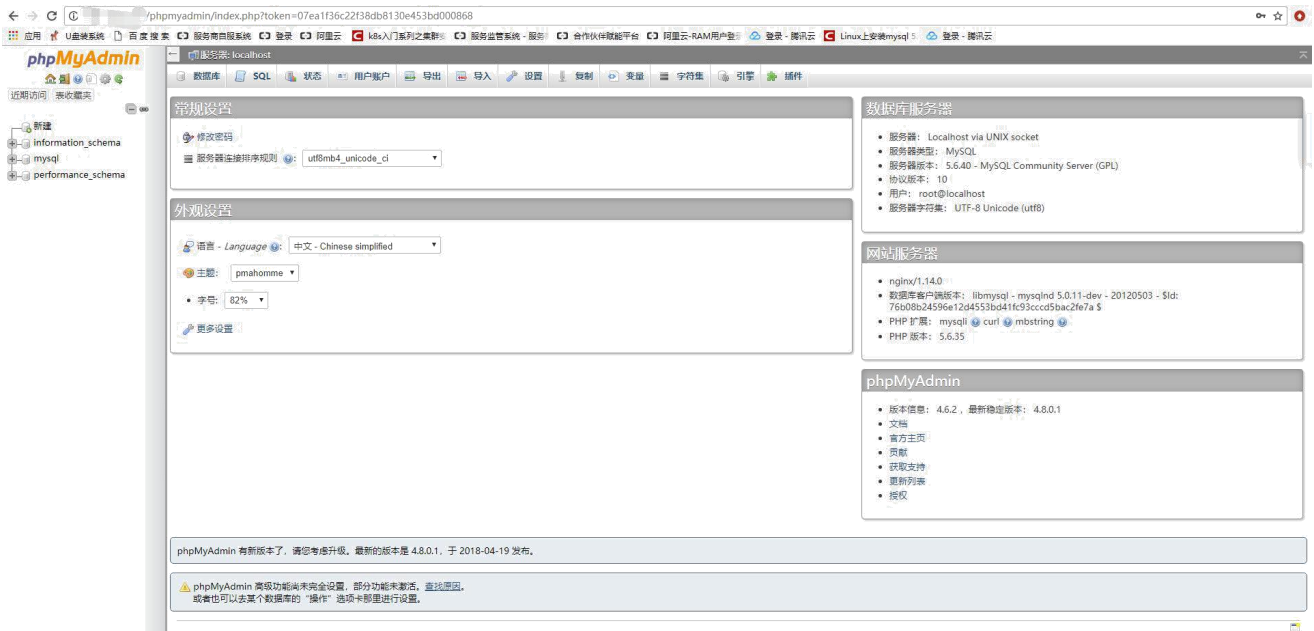 /phpmyadmin/index.php?token=07ea1f36c22f38db8130e453bd000868
应用 U盘装系统 百度搜索 服务商自服系统 登录 阿里云 k8s入门系列之集群 服务监管系统 - 服务 合作伙伴赋能平台 阿里云-RAM用户登 登录 - 腾讯云 Linux上安装mysql 5. 登录 - 腾讯云
phpMyAdmin
近期访问 表收藏夹
新建
information_schema
mysql
performance_schema
服务器: localhost
数据库 SQL 状态 用户账户 导出 导入 设置 复制 变量 字符集 引擎 插件
常规设置
修改密码
服务器连接排序规则 : utf8mb4_unicode_ci
外观设置
语言 - Language : 中文 - Chinese simplified
主题: pmahomme
字号: 82%
更多设置
数据库服务器
服务器: Localhost via UNIX socket
服务器类型: MySQL
服务器版本: 5.6.40 - MySQL Community Server (GPL)
协议版本: 10
用户: root@localhost
服务器字符集: UTF-8 Unicode (utf8)
网站服务器
nginx/1.14.0
数据库客户端版本: libmysql - mysqlnd 5.0.11-dev - 20120503 - $Id:
76b08b24596e12d4553bd41fc93cccd5bac2fe7a $
PHP 扩展: mysqli curl mbstring
PHP 版本: 5.6.35
phpMyAdmin
版本信息: 4.6.2 , 最新稳定版本: 4.8.0.1
文档
官方主页
贡献
获取支持
更新列表
授权
phpMyAdmin 有新版本了，请您考虑升级。最新的版本是 4.8.0.1，于 2018-04-19 发布。
phpMyAdmin 高级功能尚未完全设置，部分功能未激活。查找原因。
或者也可以去某个数据库的“操作”选项卡那里进行设置。